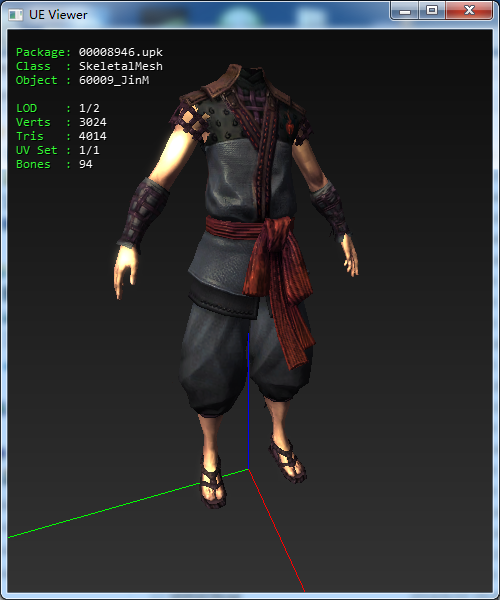 UE Viewer
Package: 00008946.upk
Class : SkeletalMesh
Object : 60009_JinM
LOD : 1/2
Verts : 3024
Tris : 4014
UV Set : 1/1
Bones : 94